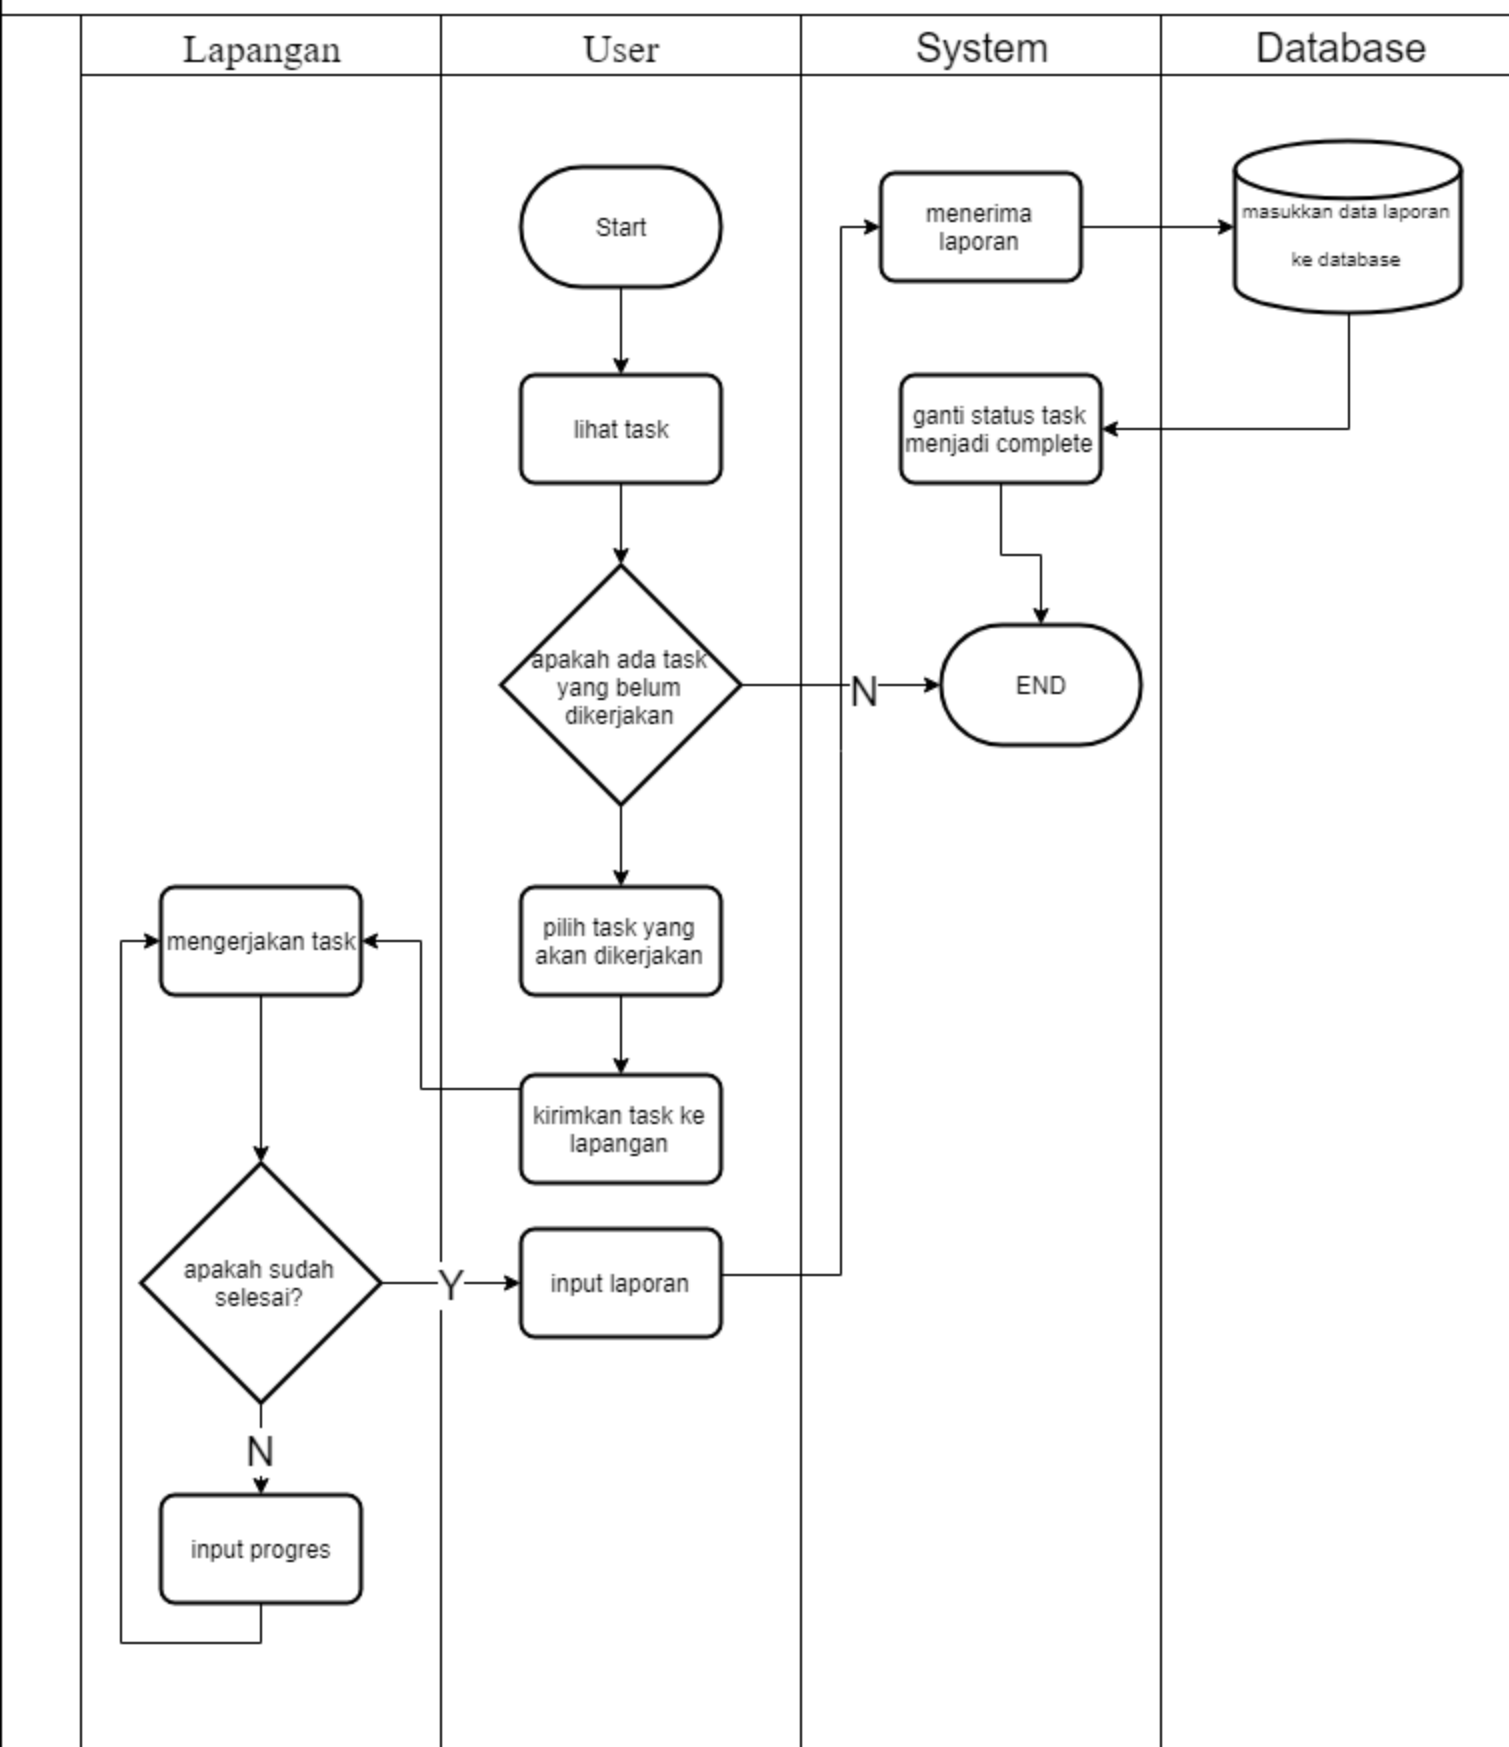 Lapangan
User
System
Database
Start
menerima
laporan
masukkan data laporan
ke database
lihat task
ganti status task
menjadi complete
apakah ada task
yang belum
dikerjakan
N
END
mengerjakan task
pilih task yang
akan dikerjakan
kirimkan task ke
lapangan
apakah sudah
selesai?
Y
input laporan
N
input progres